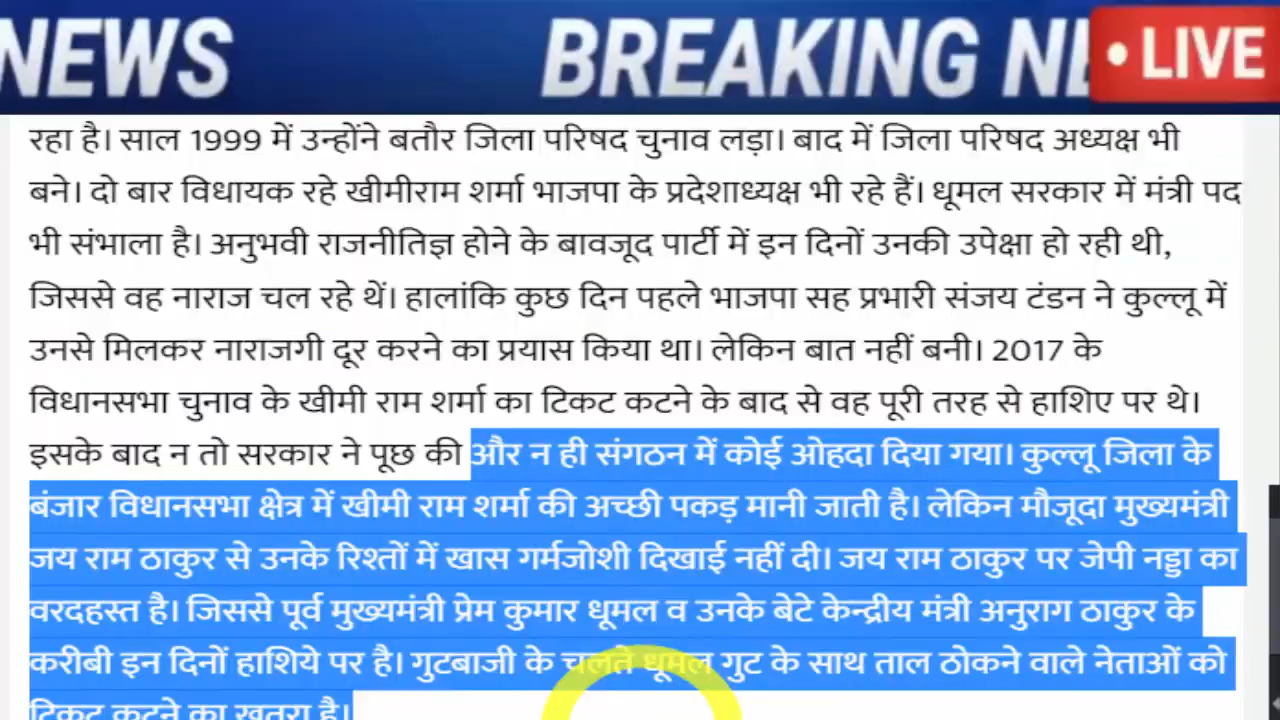 NEWS BREAKING NE • LIVE
रहा है। साल 1999 में उन्होंने बतौर जिला परिषद चुनाव लड़ा। बाद में जिला परिषद अध्यक्ष भी
बने। दो बार विधायक रहे खीमीराम शर्मा भाजपा के प्रदेशाध्यक्ष भी रहे हैं। धूमल सरकार में मंत्री पद
भी संभाला है। अनुभवी राजनीतिज्ञ होने के बावजूद पार्टी में इन दिनों उनकी उपेक्षा हो रही थी,
जिससे वह नाराज चल रहे थें। हालांकि कुछ दिन पहले भाजपा सह प्रभारी संजय टंडन ने कुल्लू में
उनसे मिलकर नाराजगी दूर करने का प्रयास किया था। लेकिन बात नहीं बनी। 2017 के
विधानसभा चुनाव के खीमी राम शर्मा का टिकट कटने के बाद से वह पूरी तरह से हाशिए पर थे।
इसके बाद न तो सरकार ने पूछ की और न ही संगठन में कोई ओहदा दिया गया। कुल्लू जिला के
बंजार विधानसभा क्षेत्र में खीमी राम शर्मा की अच्छी पकड़ मानी जाती है। लेकिन मौजूदा मुख्यमंत्री
जय राम ठाकुर से उनके रिश्तों में खास गर्मजोशी दिखाई नहीं दी। जय राम ठाकुर पर जेपी नड्डा का
वरदहस्त है। जिससे पूर्व मुख्यमंत्री प्रेम कुमार धूमल व उनके बेटे केन्द्रीय मंत्री अनुराग ठाकुर के
करीबी इन दिनों हाशिये पर है। गुटबाजी के चलते धूमल गुट के साथ ताल ठोकने वाले नेताओं को
टिकट कटने का खतरा है।